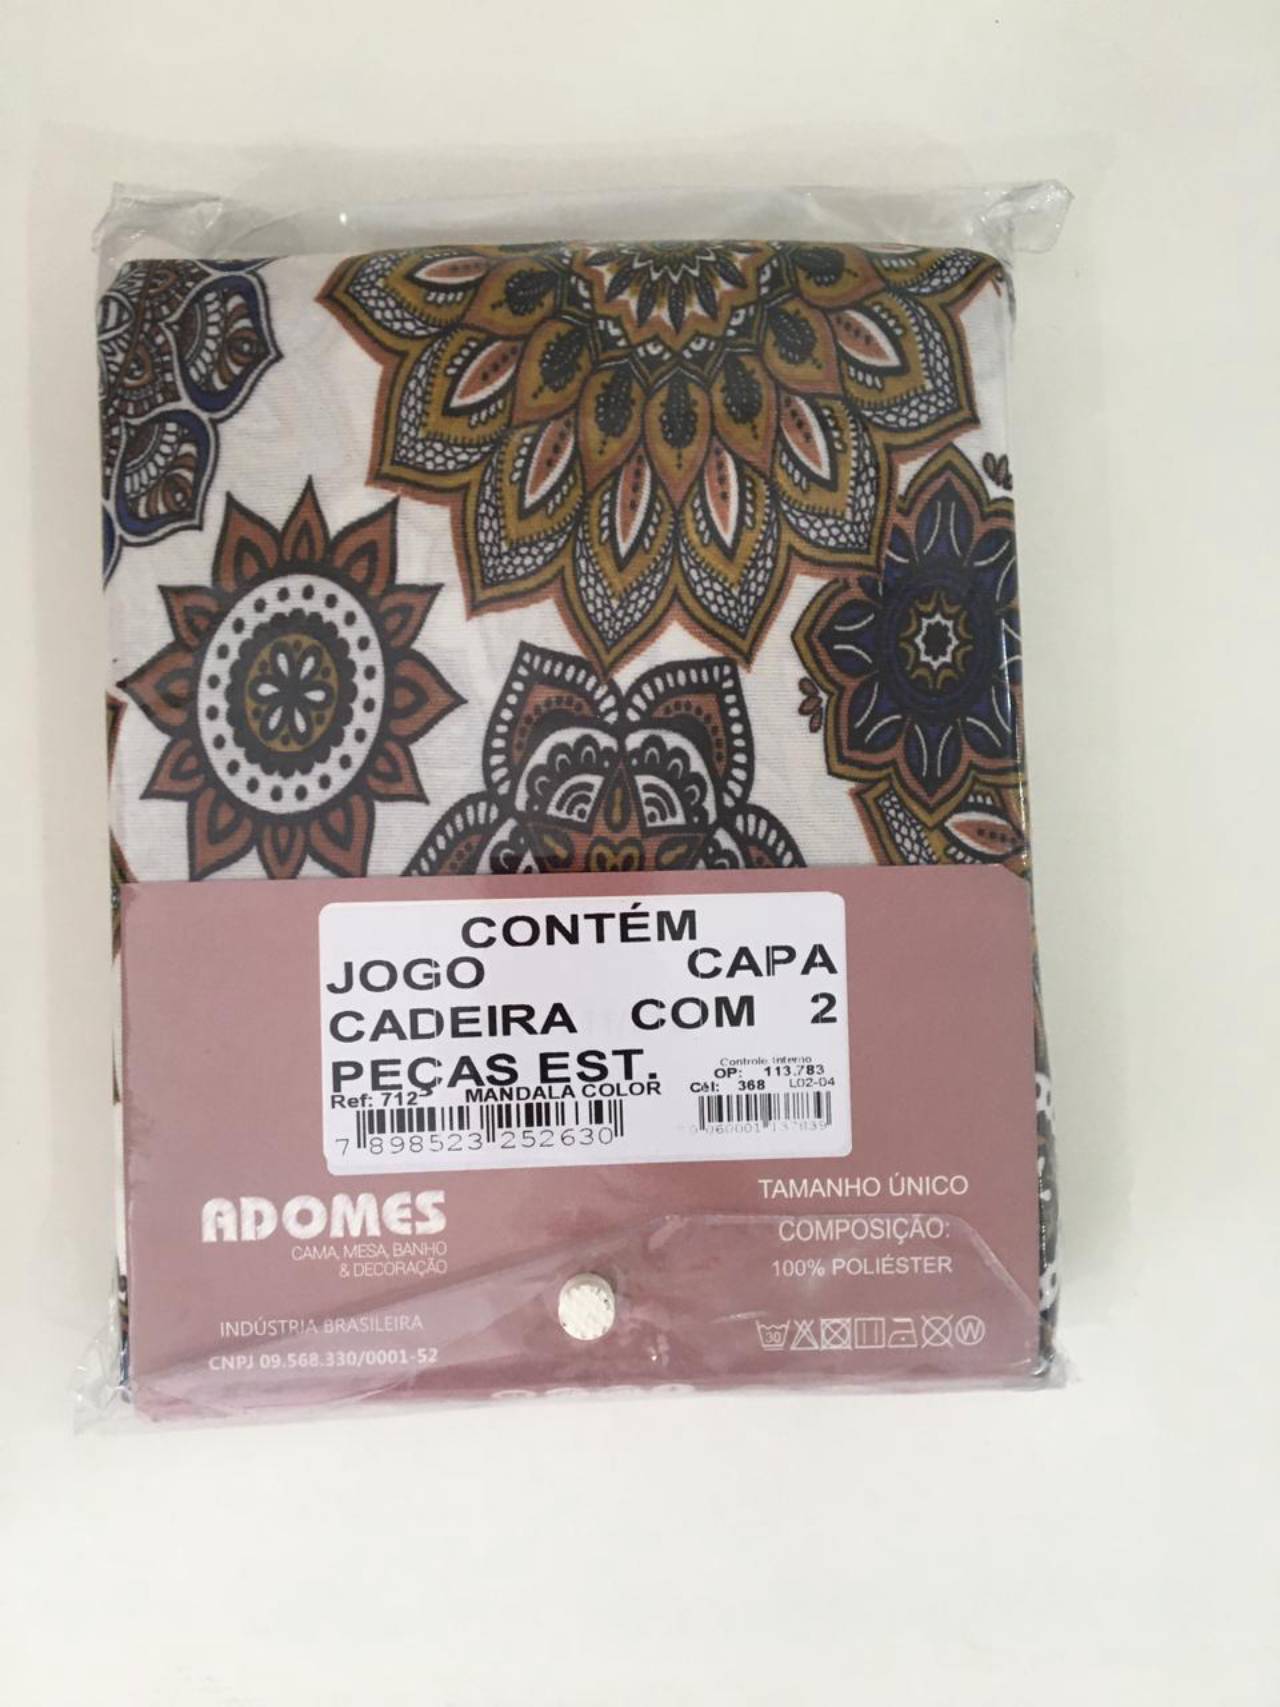 CONTÉM
JOGO CAPA
CADEIRA COM 2
PEÇAS EST.
Controle Interno
OP: 113.783
Cél: 368 L02-04
Ref: 712 MANDALA COLOR
7 898523 252630
ADOMES
CAMA, MESA, BANHO
& DECORAÇÃO
INDÚSTRIA BRASILEIRA
CNPJ 09.568.330/0001-52
TAMANHO ÚNICO
COMPOSIÇÃO:
100% POLIÉSTER
30 W